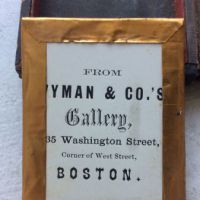 FROM
YMAN & CO.'S
Gallery,
35 Washington Street,
Corner of West Street,
BOSTON.